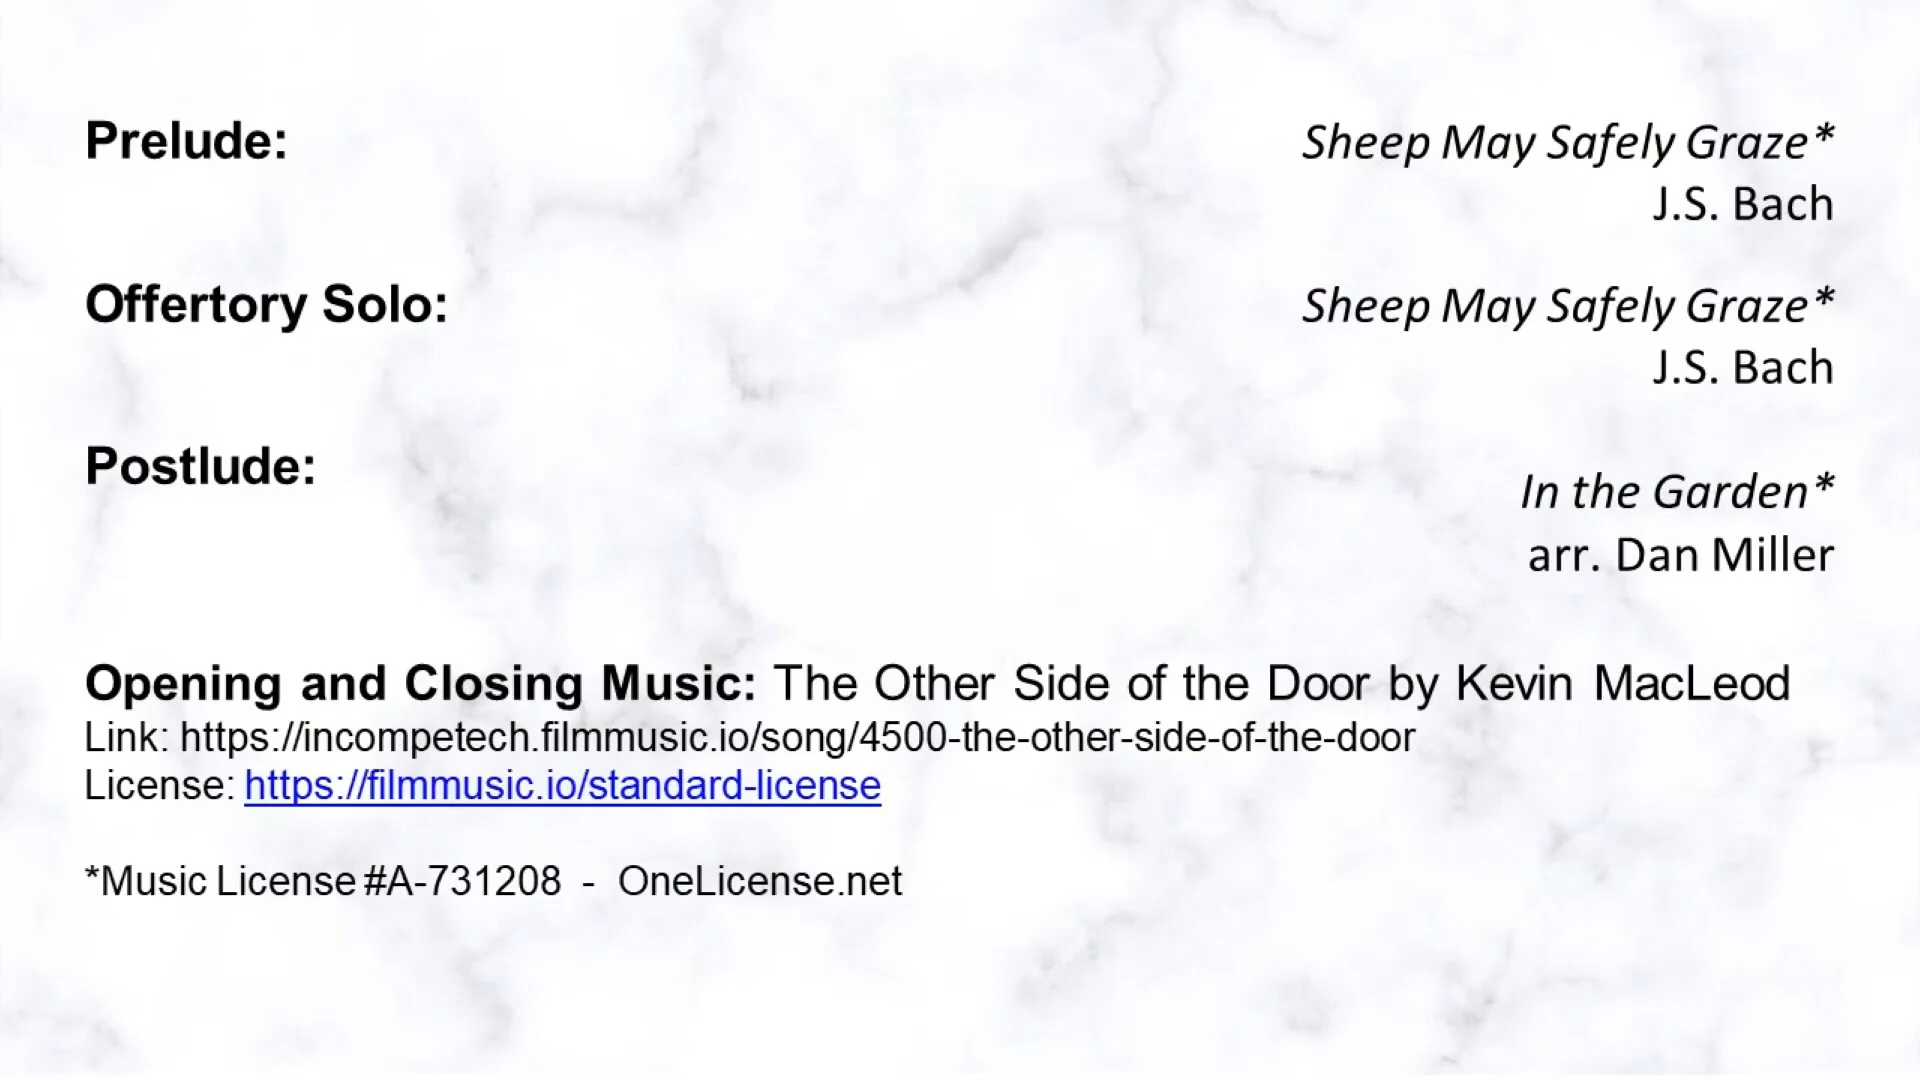 Prelude: Sheep May Safely Graze*
J.S. Bach
Offertory Solo: Sheep May Safely Graze*
J.S. Bach
Postlude:
In the Garden*
arr. Dan Miller
Opening and Closing Music: The Other Side of the Door by Kevin MacLeod
Link: https://incompetech.filmmusic.io/song/4500-the-other-side-of-the-door
License: https://filmmusic.io/standard-license
*Music License #A-731208 - OneLicense.net